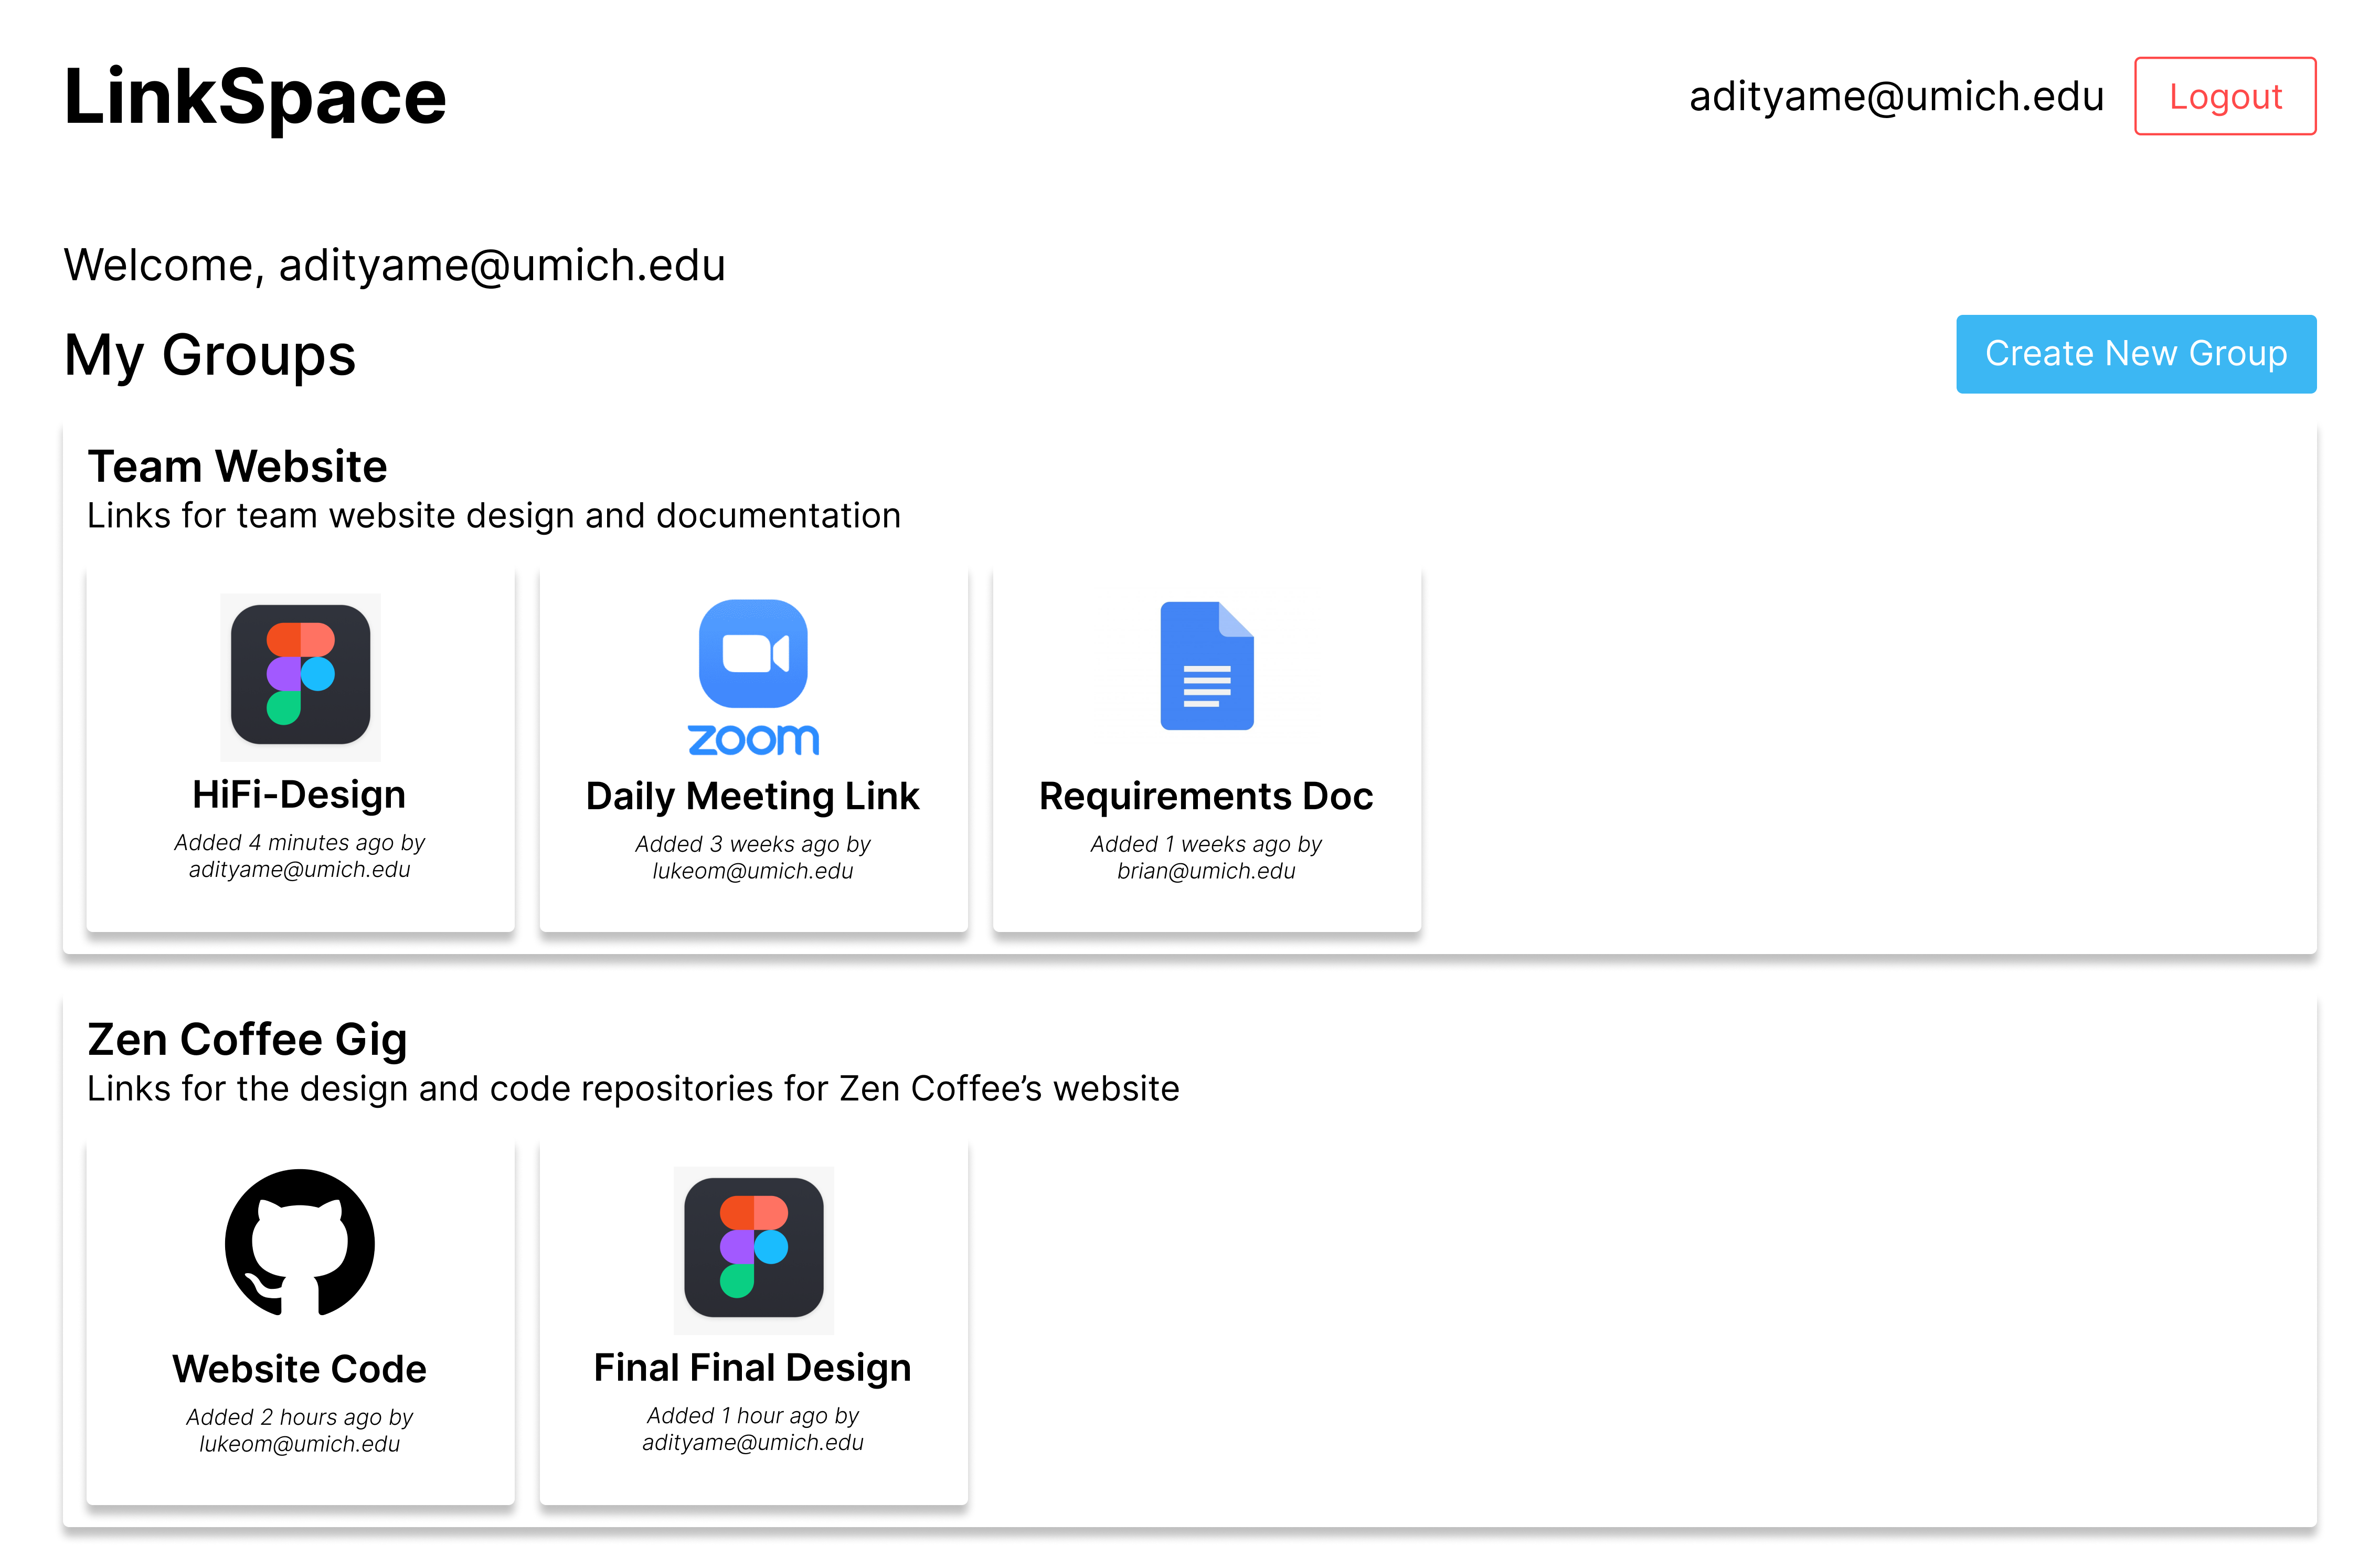 LinkSpace
adityame@umich.edu
Logout
Welcome, adityame@umich.edu
My Groups
Create New Group
Team Website
Links for team website design and documentation
zoom
HiFi-Design
Added 4 minutes ago by
adityame@umich.edu
Daily Meeting Link
Added 3 weeks ago by
lukeom@umich.edu
Requirements Doc
Added 1 weeks ago by
brian@umich.edu
Zen Coffee Gig
Links for the design and code repositories for Zen Coffee’s website
Website Code
Added 2 hours ago by
lukeom@umich.edu
Final Final Design
Added 1 hour ago by
adityame@umich.edu